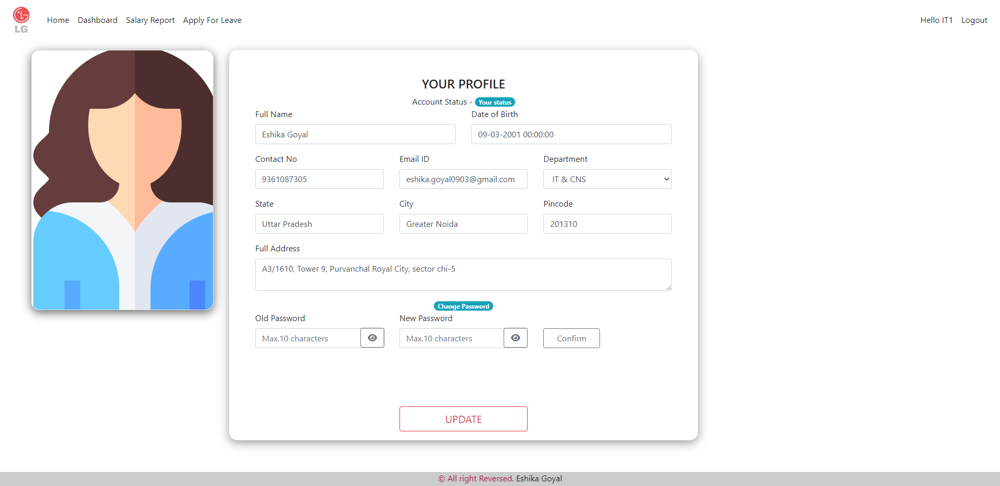 LG
Home Dashboard Salary Report Apply For Leave Hello IT1 Logout
YOUR PROFILE
Account Status - Your status
Full Name Date of Birth
Eshika Goyal 09-03-2001 00:00:00
Contact No Email ID Department
9361087305 eshika.goyal0903@gmail.com IT & CNS
State City Pincode
Uttar Pradesh Greater Noida 201310
Full Address
A3/1610, Tower 9, Purvanchal Royal City, sector chi-5
Change Password
Old Password New Password
Max.10 characters Max.10 characters Confirm
UPDATE
© All right Reversed. Eshika Goyal